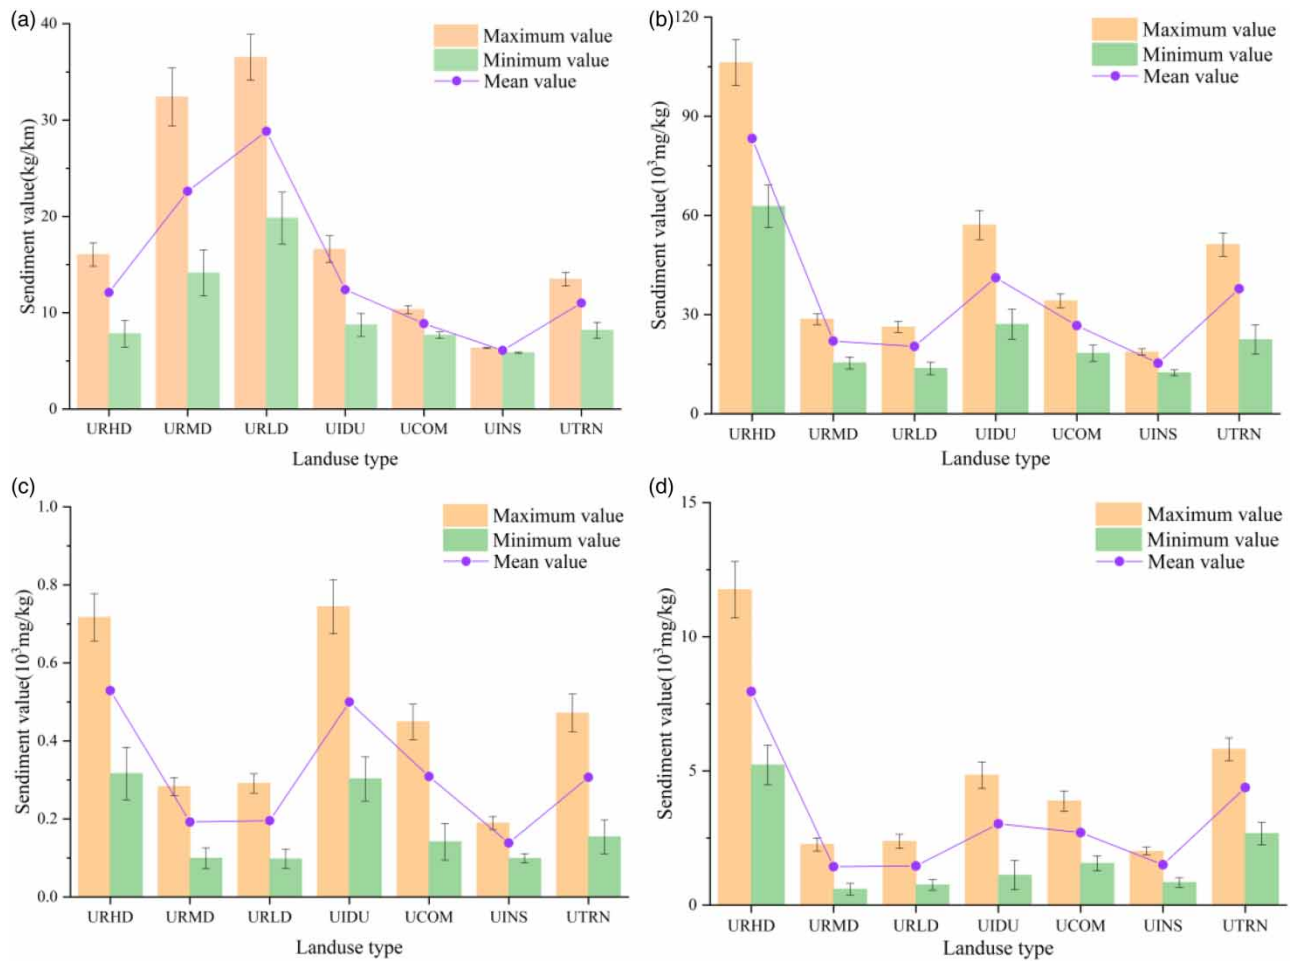 (a)
40
30
20
10
0
Sendiment value(kg/km)
Maximum value
Minimum value
Mean value
URHD URMD URLD UIDU UCOM UINS UTRN
Landuse type
(b)
120
90
60
30
0
Sendiment value(10³mg/kg)
Maximum value
Minimum value
Mean value
URHD URMD URLD UIDU UCOM UINS UTRN
Landuse type
(c)
1.0
0.8
0.6
0.4
0.2
0.0
Sendiment value(10³mg/kg)
Maximum value
Minimum value
Mean value
URHD URMD URLD UIDU UCOM UINS UTRN
Landuse type
(d)
15
10
5
0
Sendiment value(10³mg/kg)
Maximum value
Minimum value
Mean value
URHD URMD URLD UIDU UCOM UINS UTRN
Landuse type